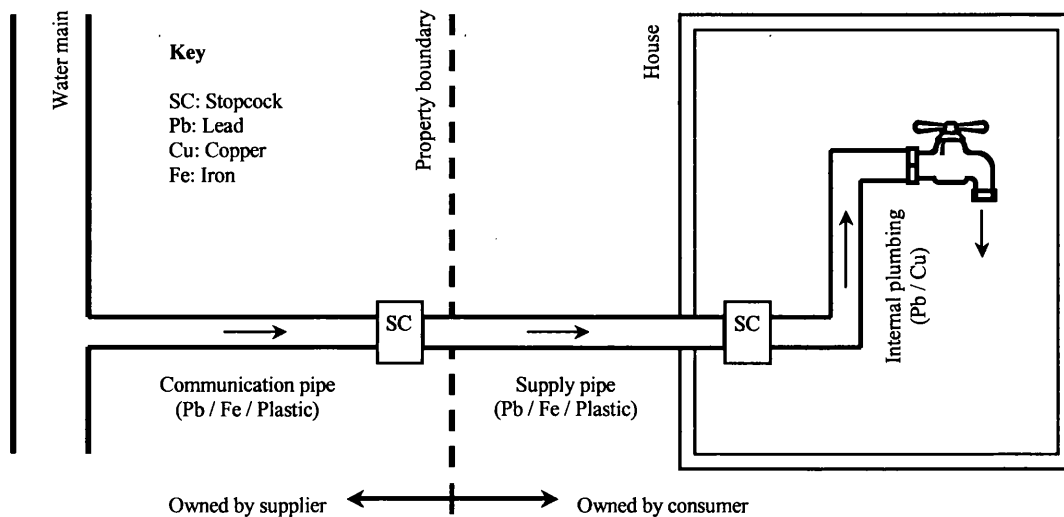 Water main
Key
SC: Stopcock
Pb: Lead
Cu: Copper
Fe: Iron
Property boundary
House
SC
SC
Internal plumbing
(Pb / Cu)
Communication pipe
(Pb / Fe / Plastic)
Supply pipe
(Pb / Fe / Plastic)
Owned by supplier
Owned by consumer